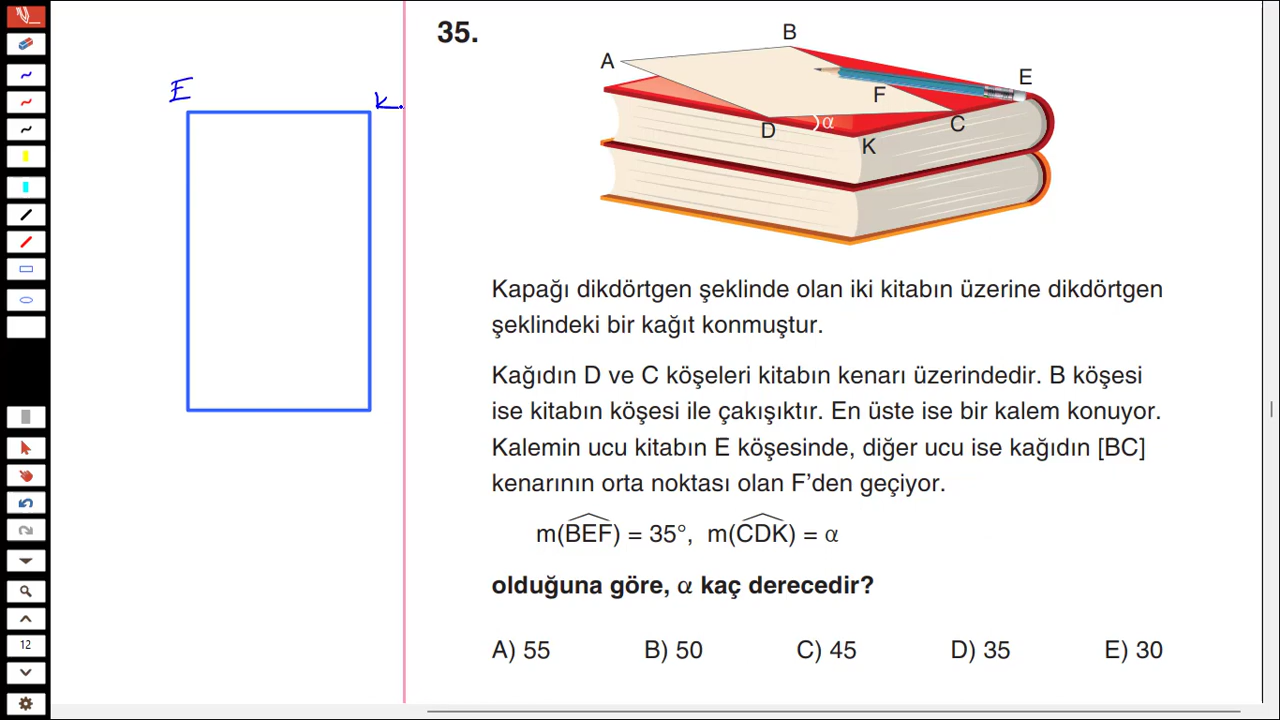 35.
A
B
E
F
D
α
C
K
E
K
Kapağı dikdörtgen şeklinde olan iki kitabın üzerine dikdörtgen
şeklindeki bir kağıt konmuştur.
Kağıdın D ve C köşeleri kitabın kenarı üzerindedir. B köşesi
ise kitabın köşesi ile çakışıktır. En üste ise bir kalem konuyor.
Kalemin ucu kitabın E köşesinde, diğer ucu ise kağıdın [BC]
kenarının orta noktası olan F’den geçiyor.
m(BEF) = 35°, m(CDK) = α
olduğuna göre, α kaç derecedir?
A) 55 B) 50 C) 45 D) 35 E) 30
12